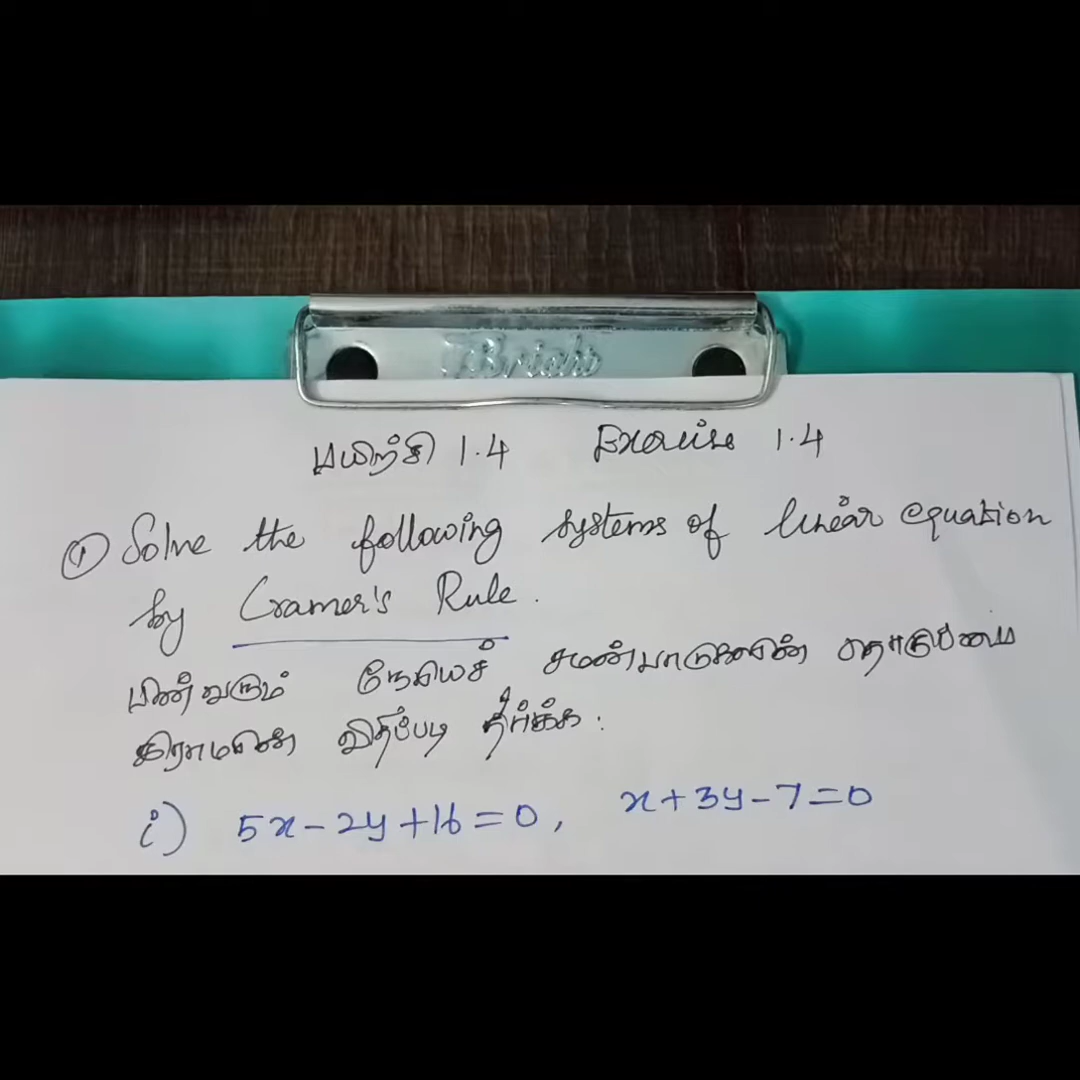 Bright
பயிற்சி 1.4 Exercise 1.4
① Solve the following systems of linear equation
by Cramer's Rule.
பின்வரும் நேரியச் சமன்பாடுகளின் தொகுப்பை
கிராமரின் விதிப்படி தீர்க்க :
i) 5x - 2y + 16 = 0, x + 3y - 7 = 0